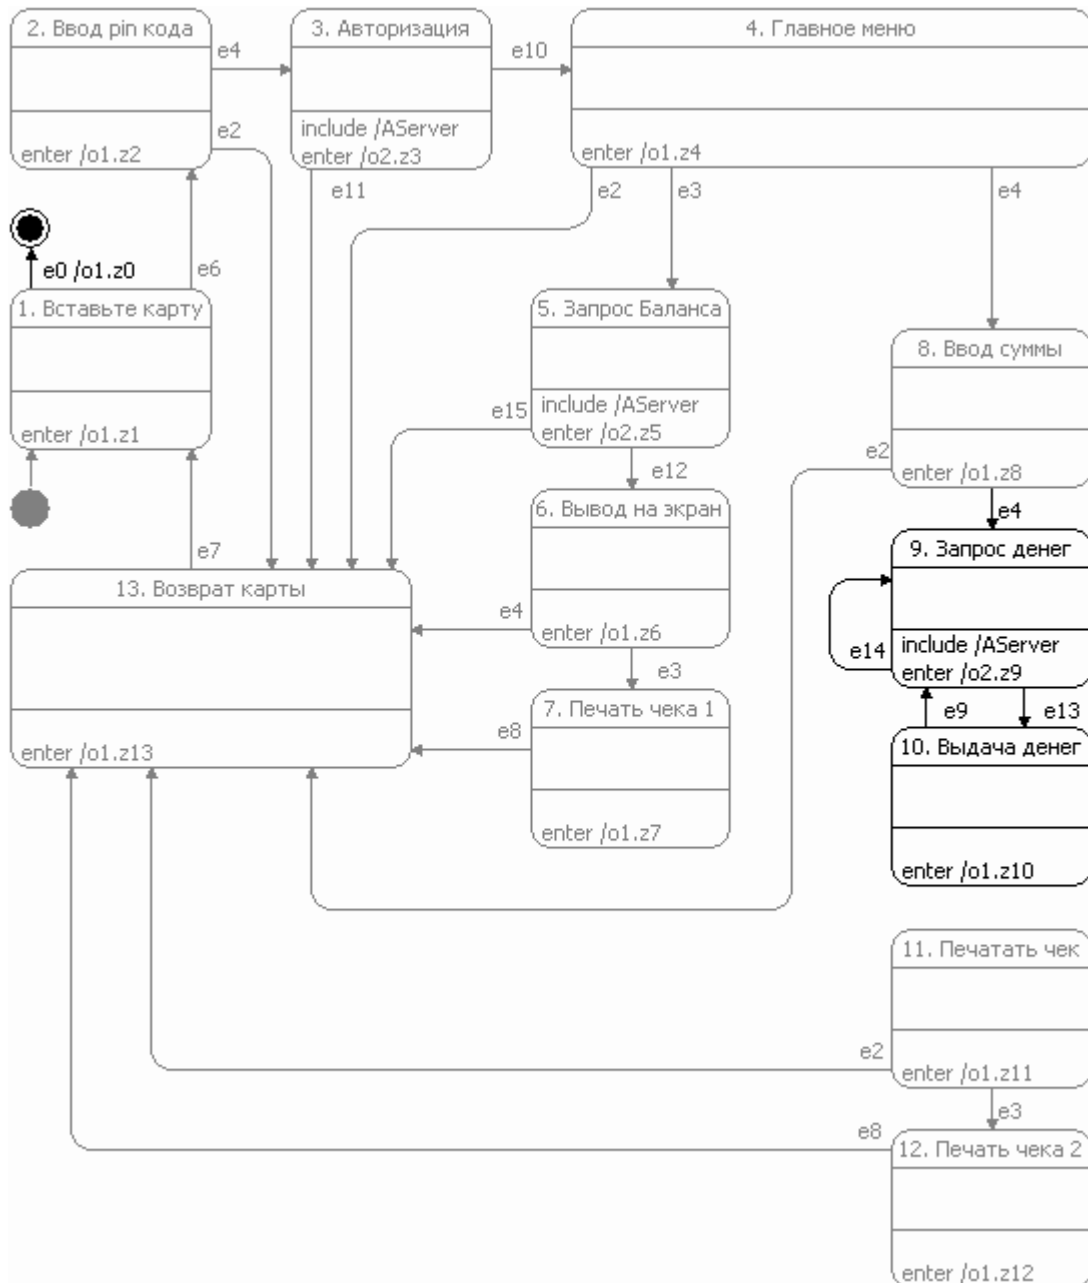 2. Ввод pin кода
enter /o1.z2
e4
e2
3. Авторизация
include /AServer
enter /o2.z3
e10
e11
4. Главное меню
enter /o1.z4
e2
e3
e4
e0 /o1.z0
e6
1. Вставьте карту
enter /o1.z1
5. Запрос Баланса
include /AServer
enter /o2.z5
e15
e12
8. Ввод суммы
enter /o1.z8
e2
e4
6. Вывод на экран
enter /o1.z6
e4
e3
9. Запрос денег
include /AServer
enter /o2.z9
e14
e9
e13
e7
13. Возврат карты
enter /o1.z13
7. Печать чека 1
enter /o1.z7
e8
10. Выдача денег
enter /o1.z10
11. Печатать чек
enter /o1.z11
e2
e3
e8
12. Печать чека 2
enter /o1.z12